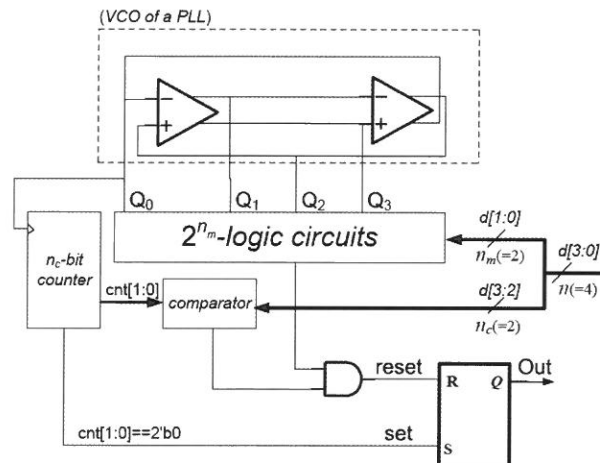 (VCO of a PLL)
−
+
−
+
Q0
Q1
Q2
Q3
2^nm-logic circuits
d[1:0]
nm(=2)
d[3:0]
n(=4)
nc-bit
counter
cnt[1:0]
comparator
d[3:2]
nc(=2)
reset
R
Q
Out
cnt[1:0]==2'b0
set
S